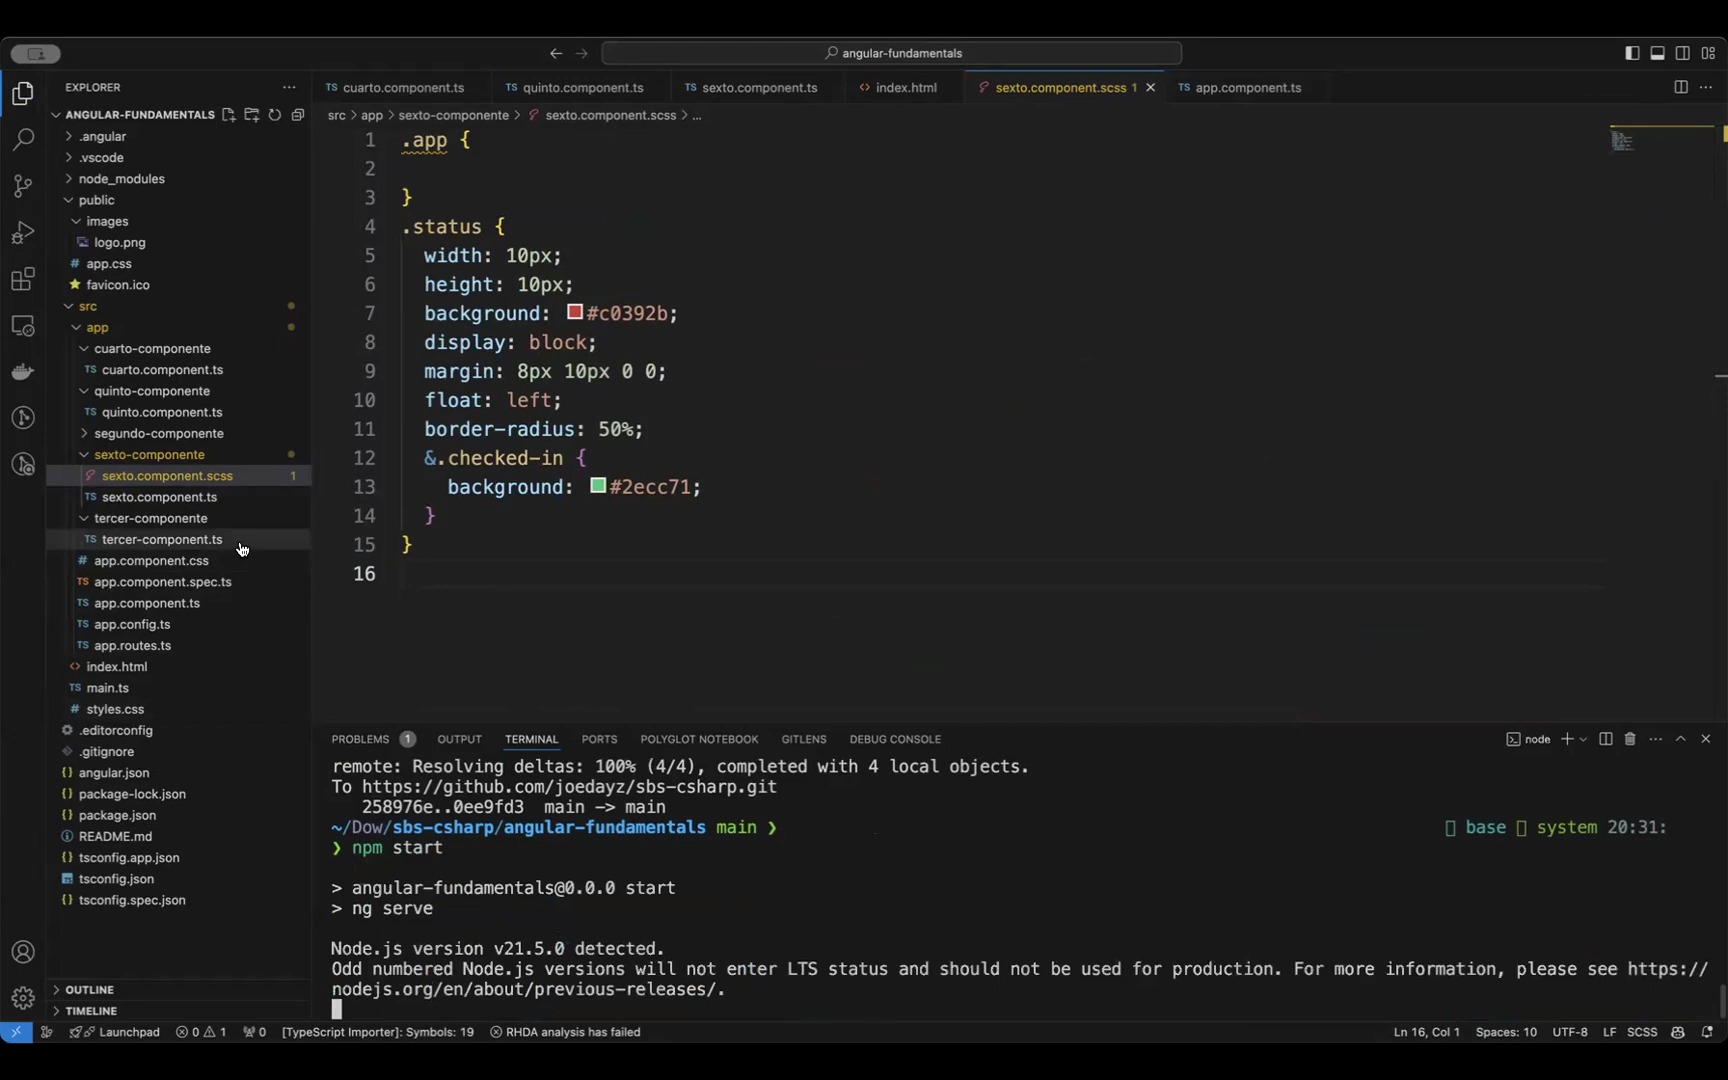 angular-fundamentals
EXPLORER
cuarto.component.ts
quinto.component.ts
sexto.component.ts
index.html
sexto.component.scss 1
app.component.ts
ANGULAR-FUNDAMENTALS
src > app > sexto-componente > sexto.component.scss > ...
.angular
.vscode
node_modules
public
images
logo.png
app.css
favicon.ico
src
app
cuarto-componente
cuarto.component.ts
quinto-componente
quinto.component.ts
segundo-componente
sexto-componente
sexto.component.scss 1
sexto.component.ts
tercer-componente
tercer-component.ts
app.component.css
app.component.spec.ts
app.component.ts
app.config.ts
app.routes.ts
index.html
main.ts
styles.css
.editorconfig
.gitignore
angular.json
package-lock.json
package.json
README.md
tsconfig.app.json
tsconfig.json
tsconfig.spec.json
OUTLINE
TIMELINE
1 .app {
2
3 }
4 .status {
5 width: 10px;
6 height: 10px;
7 background: #c0392b;
8 display: block;
9 margin: 8px 10px 0 0;
10 float: left;
11 border-radius: 50%;
12 &.checked-in {
13 background: #2ecc71;
14 }
15 }
16
PROBLEMS 1 OUTPUT TERMINAL PORTS POLYGLOT NOTEBOOK GITLENS DEBUG CONSOLE
node
remote: Resolving deltas: 100% (4/4), completed with 4 local objects.
To https://github.com/joedayz/sbs-csharp.git
258976e..0ee9fd3 main -> main
~/Dow/sbs-csharp/angular-fundamentals main ❯
base system 20:31:
❯ npm start
> angular-fundamentals@0.0.0 start
> ng serve
Node.js version v21.5.0 detected.
Odd numbered Node.js versions will not enter LTS status and should not be used for production. For more information, please see https://
nodejs.org/en/about/previous-releases/.
Launchpad 0 1 0 [TypeScript Importer]: Symbols: 19 RHDA analysis has failed
Ln 16, Col 1 Spaces: 10 UTF-8 LF SCSS